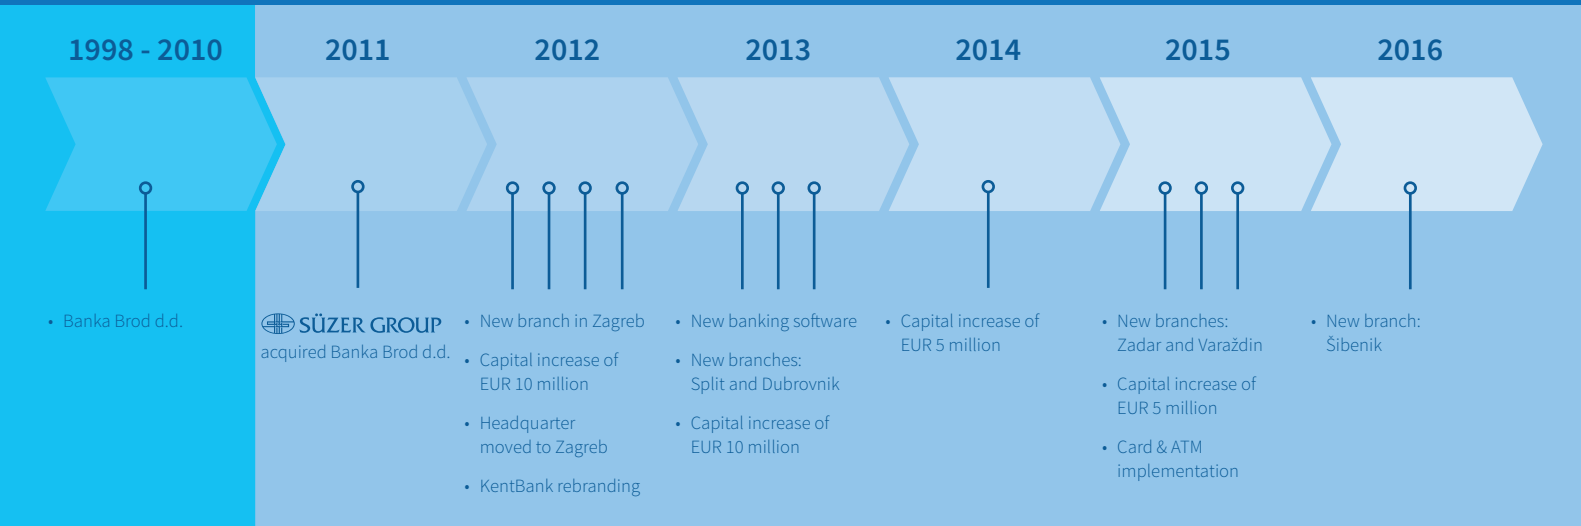 1998 - 2010
• Banka Brod d.d.
2011
SÜZER GROUP
acquired Banka Brod d.d.
2012
• New branch in Zagreb
• Capital increase of
EUR 10 million
• Headquarter
moved to Zagreb
• KentBank rebranding
2013
• New banking software
• New branches:
Split and Dubrovnik
• Capital increase of
EUR 10 million
2014
• Capital increase of
EUR 5 million
2015
• New branches:
Zadar and Varaždin
• Capital increase of
EUR 5 million
• Card & ATM
implementation
2016
• New branch:
Šibenik